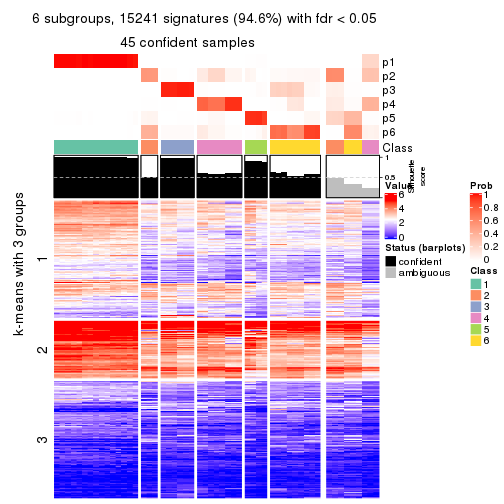 6 subgroups, 15241 signatures (94.6%) with fdr < 0.05
45 confident samples
p1
p2
p3
p4
p5
p6
Class
1
0.5
0
Silhouette
score
k-means with 3 groups
1
2
3
Value
6
4
2
0
Status (barplots)
confident
ambiguous
Prob
1
0.8
0.6
0.4
0.2
0
Class
1
2
3
4
5
6